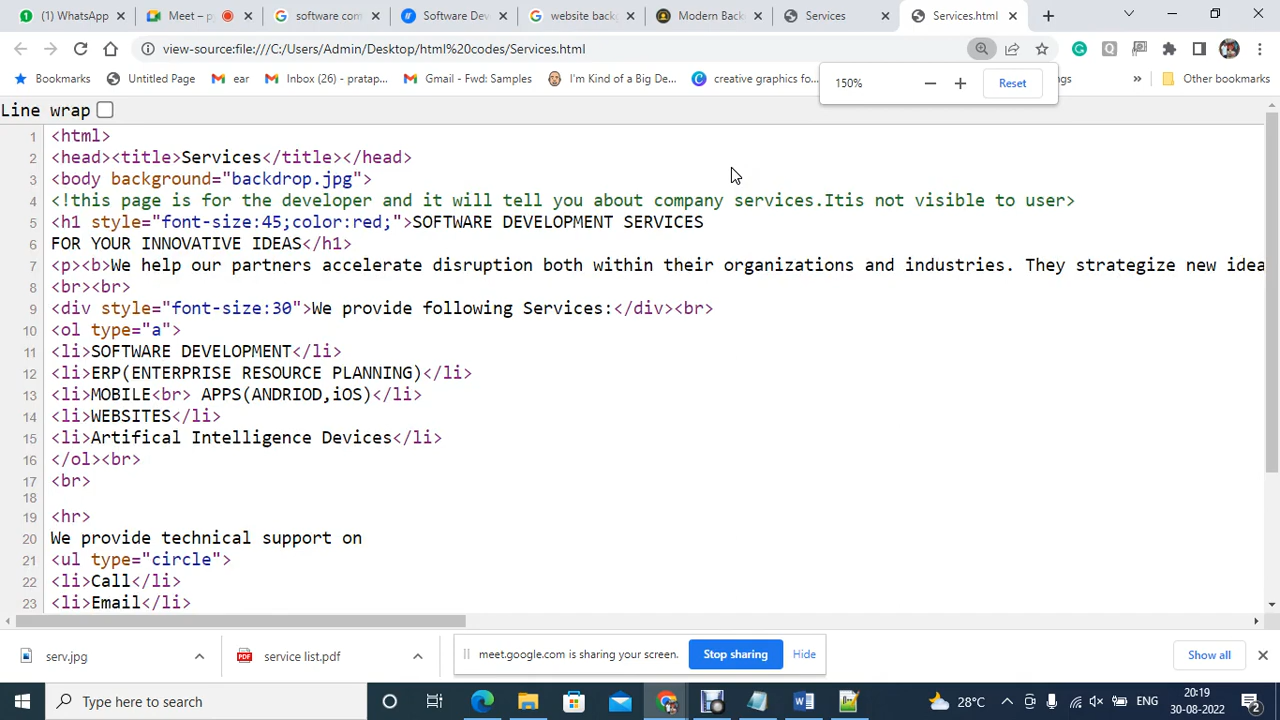 (1) WhatsApp
Meet – p
software com
Software Dev
website back
Modern Back
Services
Services.html
view-source:file:///C:/Users/Admin/Desktop/html%20codes/Services.html
Bookmarks
Untitled Page
ear
Inbox (26) - pratap...
Gmail - Fwd: Samples
I'm Kind of a Big De...
creative graphics fo...
ngs
»
Other bookmarks
150%
Reset
Line wrap
1 <html>
2 <head><title>Services</title></head>
3 <body background="backdrop.jpg">
4 <!this page is for the developer and it will tell you about company services.Itis not visible to user>
5 <h1 style="font-size:45;color:red;">SOFTWARE DEVELOPMENT SERVICES
6 FOR YOUR INNOVATIVE IDEAS</h1>
7 <p><b>We help our partners accelerate disruption both within their organizations and industries. They strategize new idea
8 <br><br>
9 <div style="font-size:30">We provide following Services:</div><br>
10 <ol type="a">
11 <li>SOFTWARE DEVELOPMENT</li>
12 <li>ERP(ENTERPRISE RESOURCE PLANNING)</li>
13 <li>MOBILE<br> APPS(ANDRIOD,iOS)</li>
14 <li>WEBSITES</li>
15 <li>Artifical Intelligence Devices</li>
16 </ol><br>
17 <br>
18
19 <hr>
20 We provide technical support on
21 <ul type="circle">
22 <li>Call</li>
23 <li>Email</li>
serv.jpg
service list.pdf
meet.google.com is sharing your screen.
Stop sharing
Hide
Show all
Type here to search
28°C
ENG
20:19
30-08-2022
2